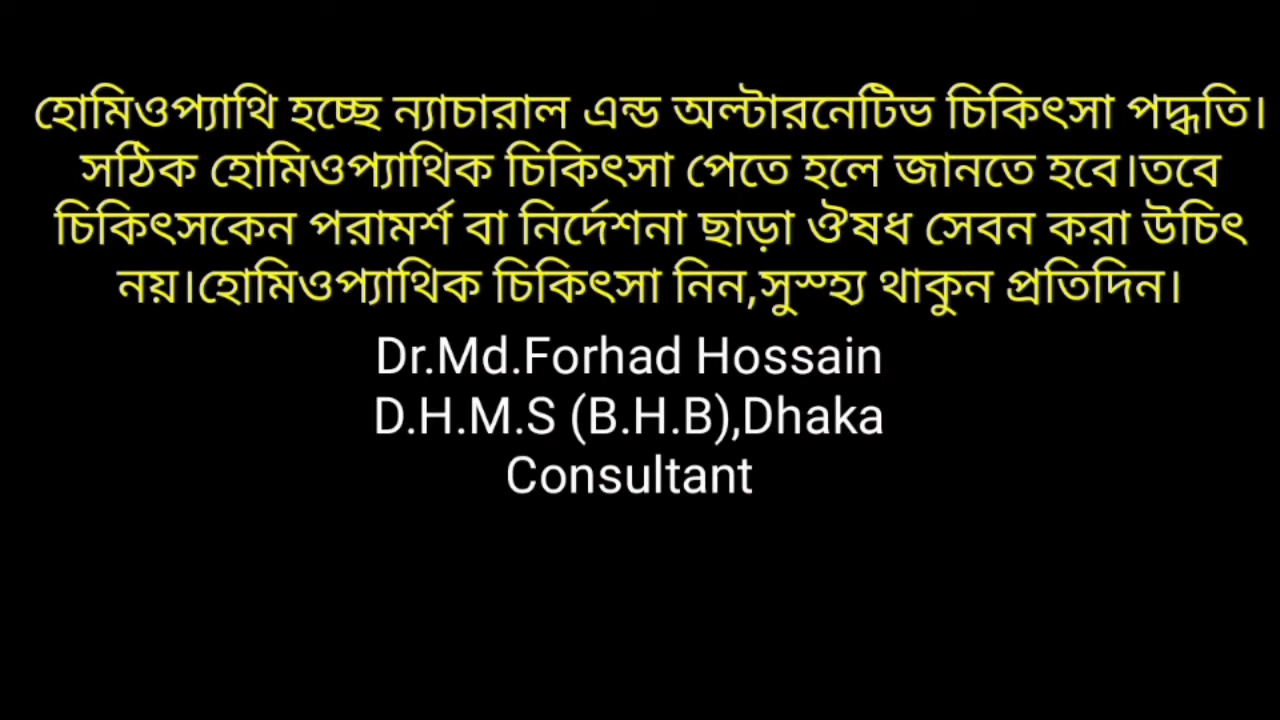 হোমিওপ্যাথি হচ্ছে ন্যাচারাল এন্ড অল্টারনেটিভ চিকিৎসা পদ্ধতি।
সঠিক হোমিওপ্যাথিক চিকিৎসা পেতে হলে জানতে হবে।তবে
চিকিৎসকেন পরামর্শ বা নির্দেশনা ছাড়া ঔষধ সেবন করা উচিৎ
নয়।হোমিওপ্যাথিক চিকিৎসা নিন,সুস্হ্য থাকুন প্রতিদিন।
Dr.Md.Forhad Hossain
D.H.M.S (B.H.B),Dhaka
Consultant